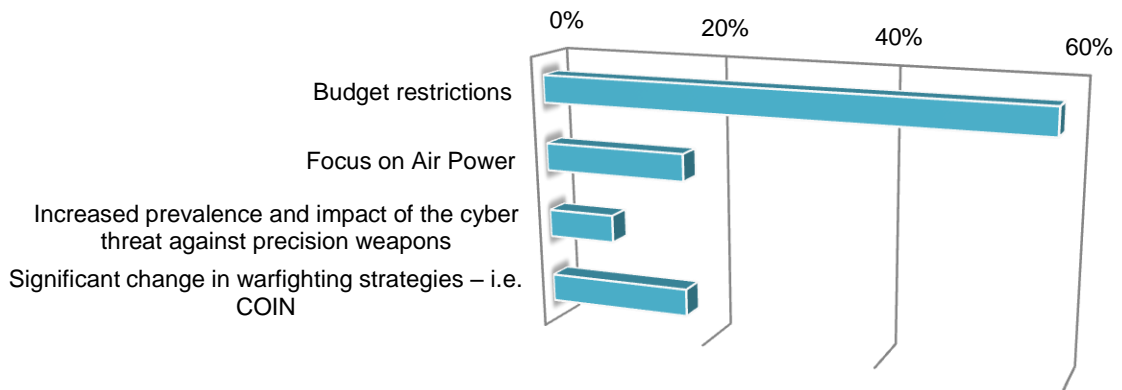 0%
20%
40%
60%
Budget restrictions
Focus on Air Power
Increased prevalence and impact of the cyber
threat against precision weapons
Significant change in warfighting strategies – i.e.
COIN